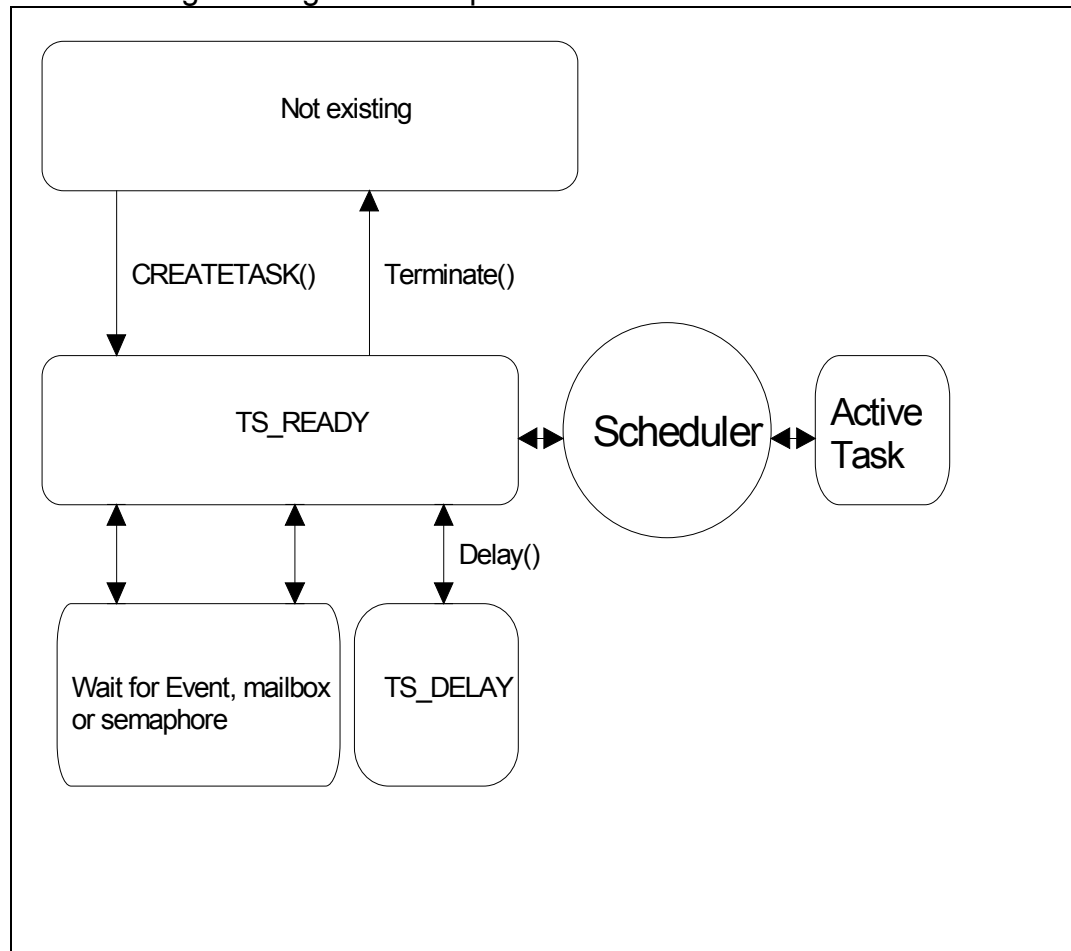 Not existing
CREATETASK()
Terminate()
TS_READY
Scheduler
Active
Task
Delay()
Wait for Event, mailbox
or semaphore
TS_DELAY